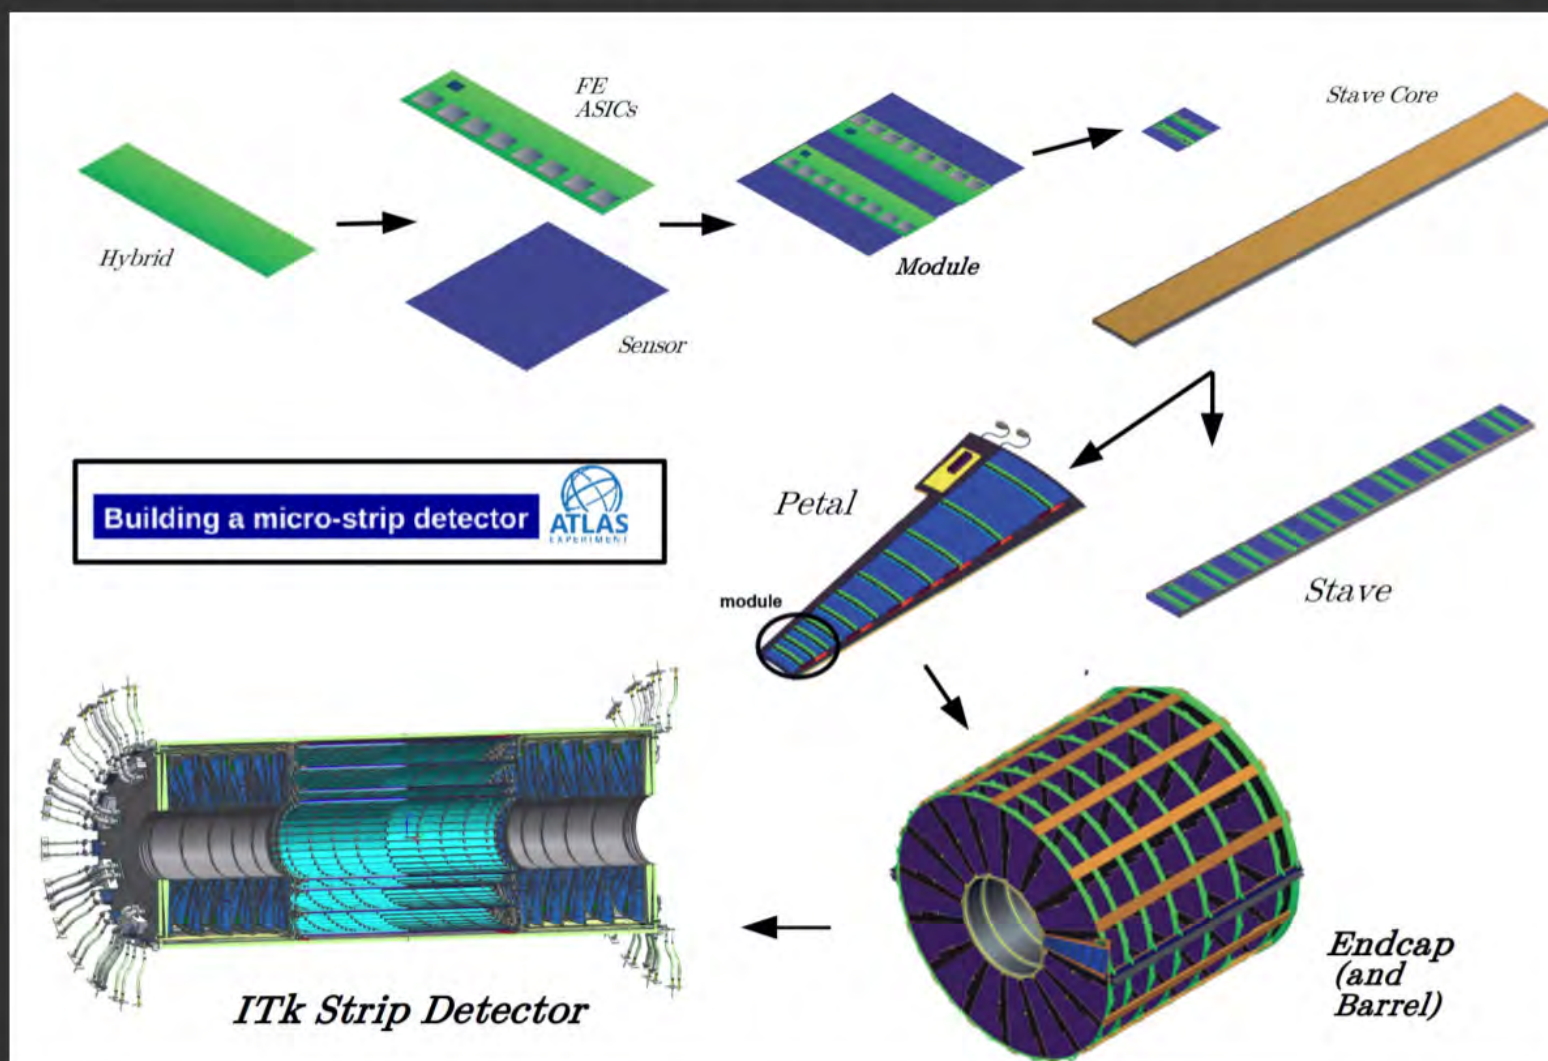 FE
ASICs
Stave Core
Hybrid
Module
Sensor
Building a micro-strip detector
ATLAS
EXPERIMENT
Petal
module
Stave
Endcap
(and
Barrel)
ITk Strip Detector